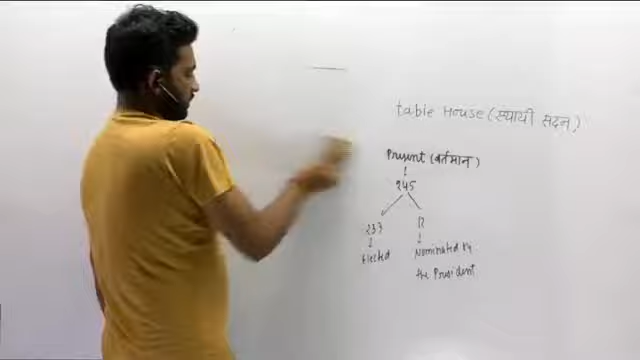 table House (स्थायी सदन)
Present (वर्तमान)
245
233 12
Elected Nominated by
the President